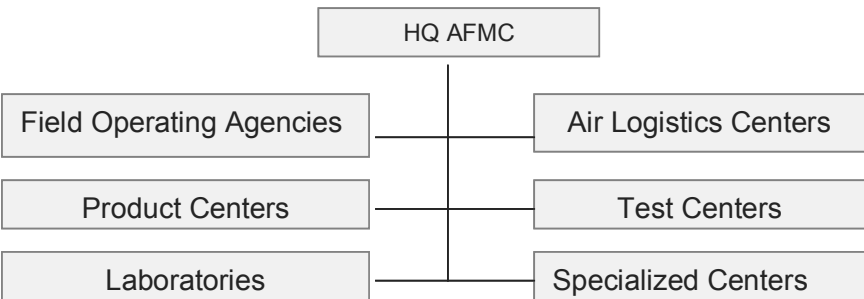 HQ AFMC
Field Operating Agencies
Air Logistics Centers
Product Centers
Test Centers
Laboratories
Specialized Centers